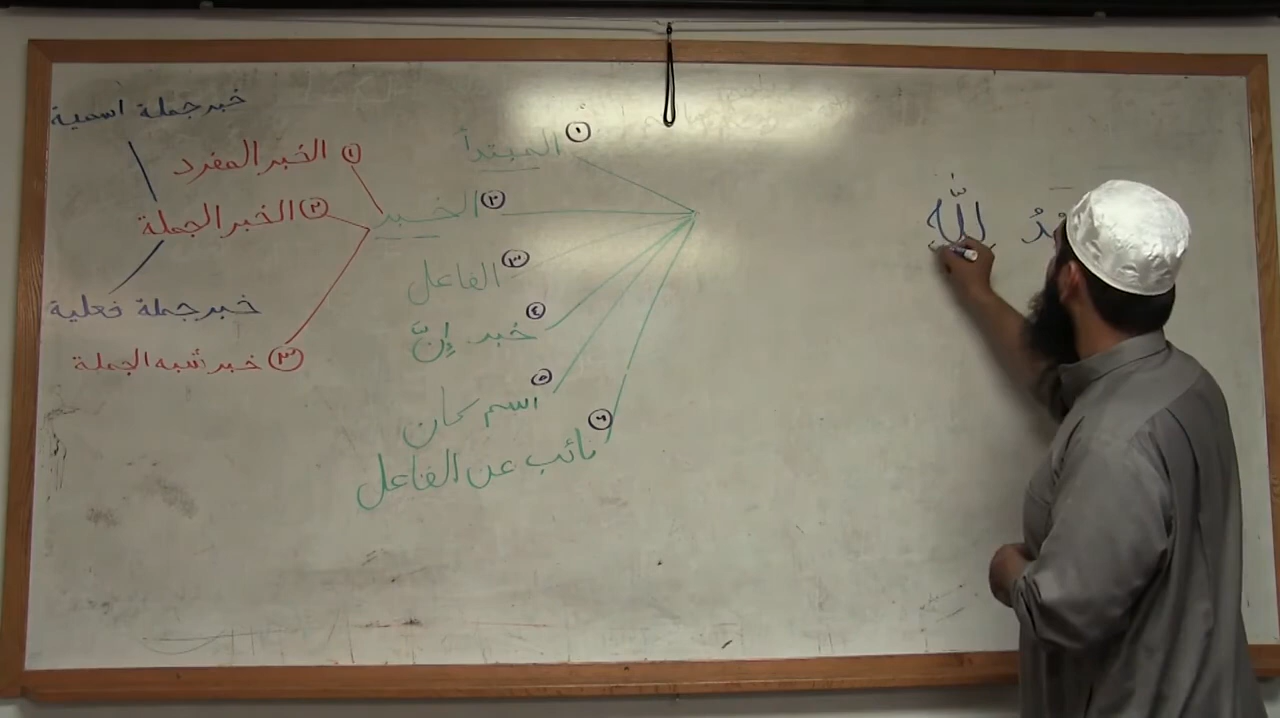 لِلّٰهِ
١ المبتدأ
٢ الخبر
٣ الفاعل
٤ خبر إنّ
٥ اسم كان
٦ نائب عن الفاعل
١ الخبر المفرد
٢ الخبر الجملة
٣ خبر شبه الجملة
خبر جملة اسمية
خبر جملة فعلية